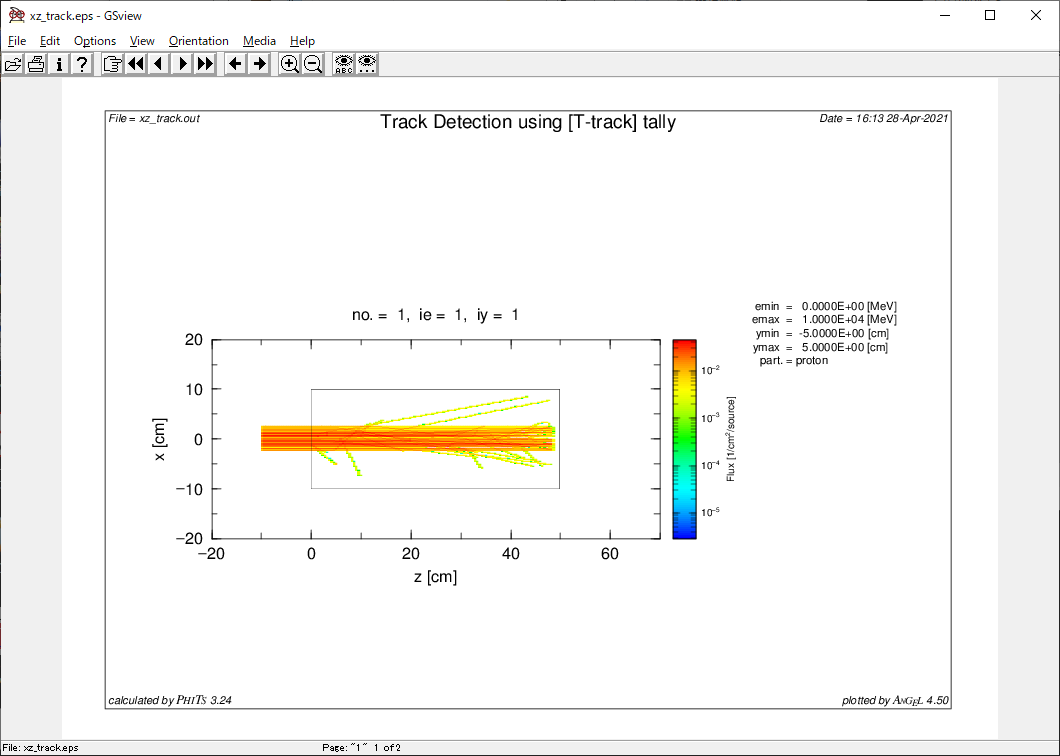 xz_track.eps - GSview
File Edit Options View Orientation Media Help
File = xz_track.out
Track Detection using [T-track] tally
Date = 16:13 28-Apr-2021
no. = 1, ie = 1, iy = 1
emin = 0.0000E+00 [MeV]
emax = 1.0000E+04 [MeV]
ymin = -5.0000E+00 [cm]
ymax = 5.0000E+00 [cm]
part. = proton
20
10
0
−10
−20
x [cm]
−20 0 20 40 60
z [cm]
10⁻²
10⁻³
10⁻⁴
10⁻⁵
Flux [1/cm²/source]
calculated by PHITS 3.24
plotted by ANGEL 4.50
File: xz_track.eps
Page: "1" 1 of 2